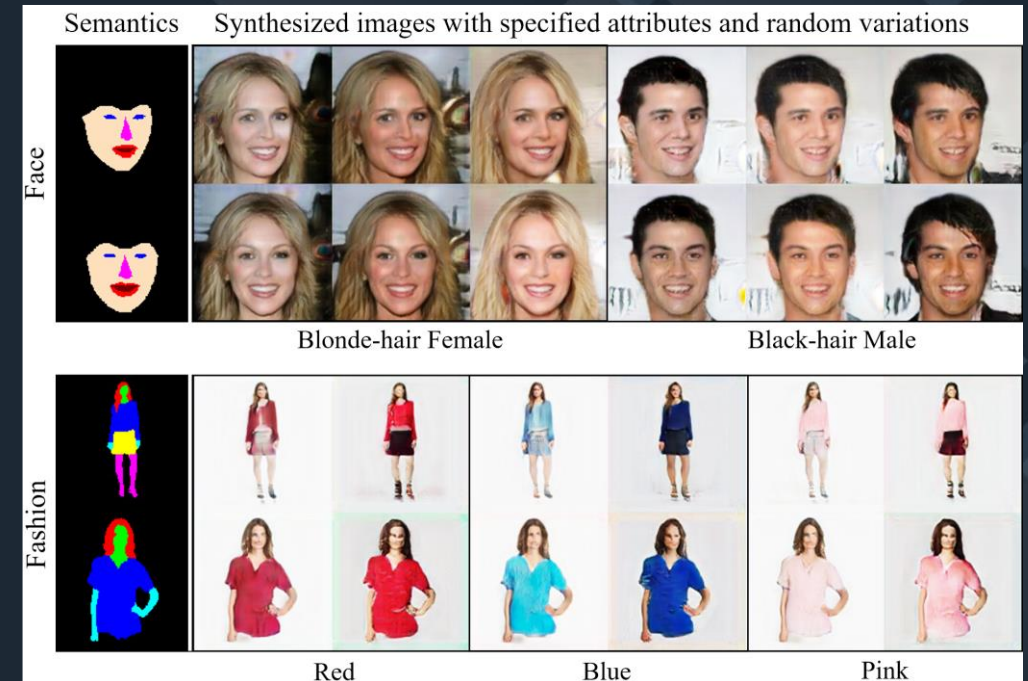 Semantics
Synthesized images with specified attributes and random variations
Face
Blonde-hair Female
Black-hair Male
Fashion
Red
Blue
Pink